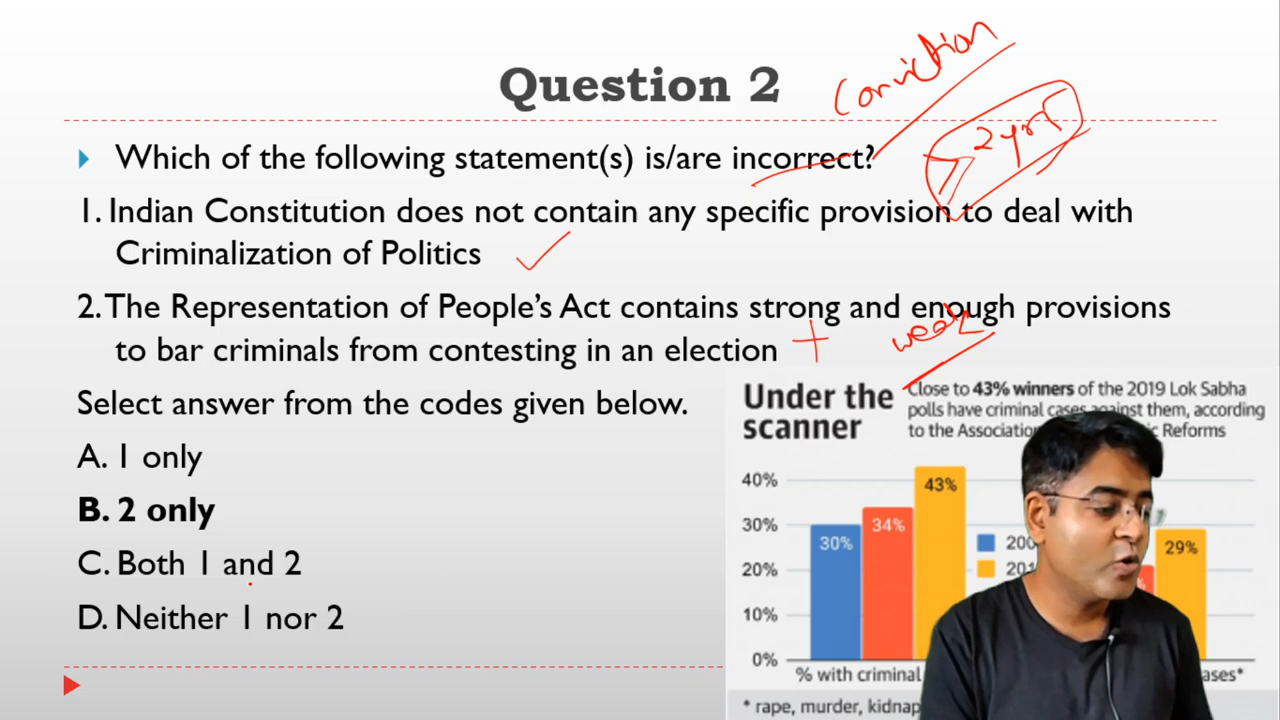 Question 2
Conviction
> 2 yrs
Which of the following statement(s) is/are incorrect?
1. Indian Constitution does not contain any specific provision to deal with
Criminalization of Politics
2. The Representation of People's Act contains strong and enough provisions
to bar criminals from contesting in an election
weak
Select answer from the codes given below.
A. 1 only
B. 2 only
C. Both 1 and 2
D. Neither 1 nor 2
Under the
scanner
Close to 43% winners of the 2019 Lok Sabha
polls have criminal cases against them, according
to the Association Reforms
40%
30%
20%
10%
0%
30%
34%
43%
29%
% with criminal
* rape, murder, kidnap